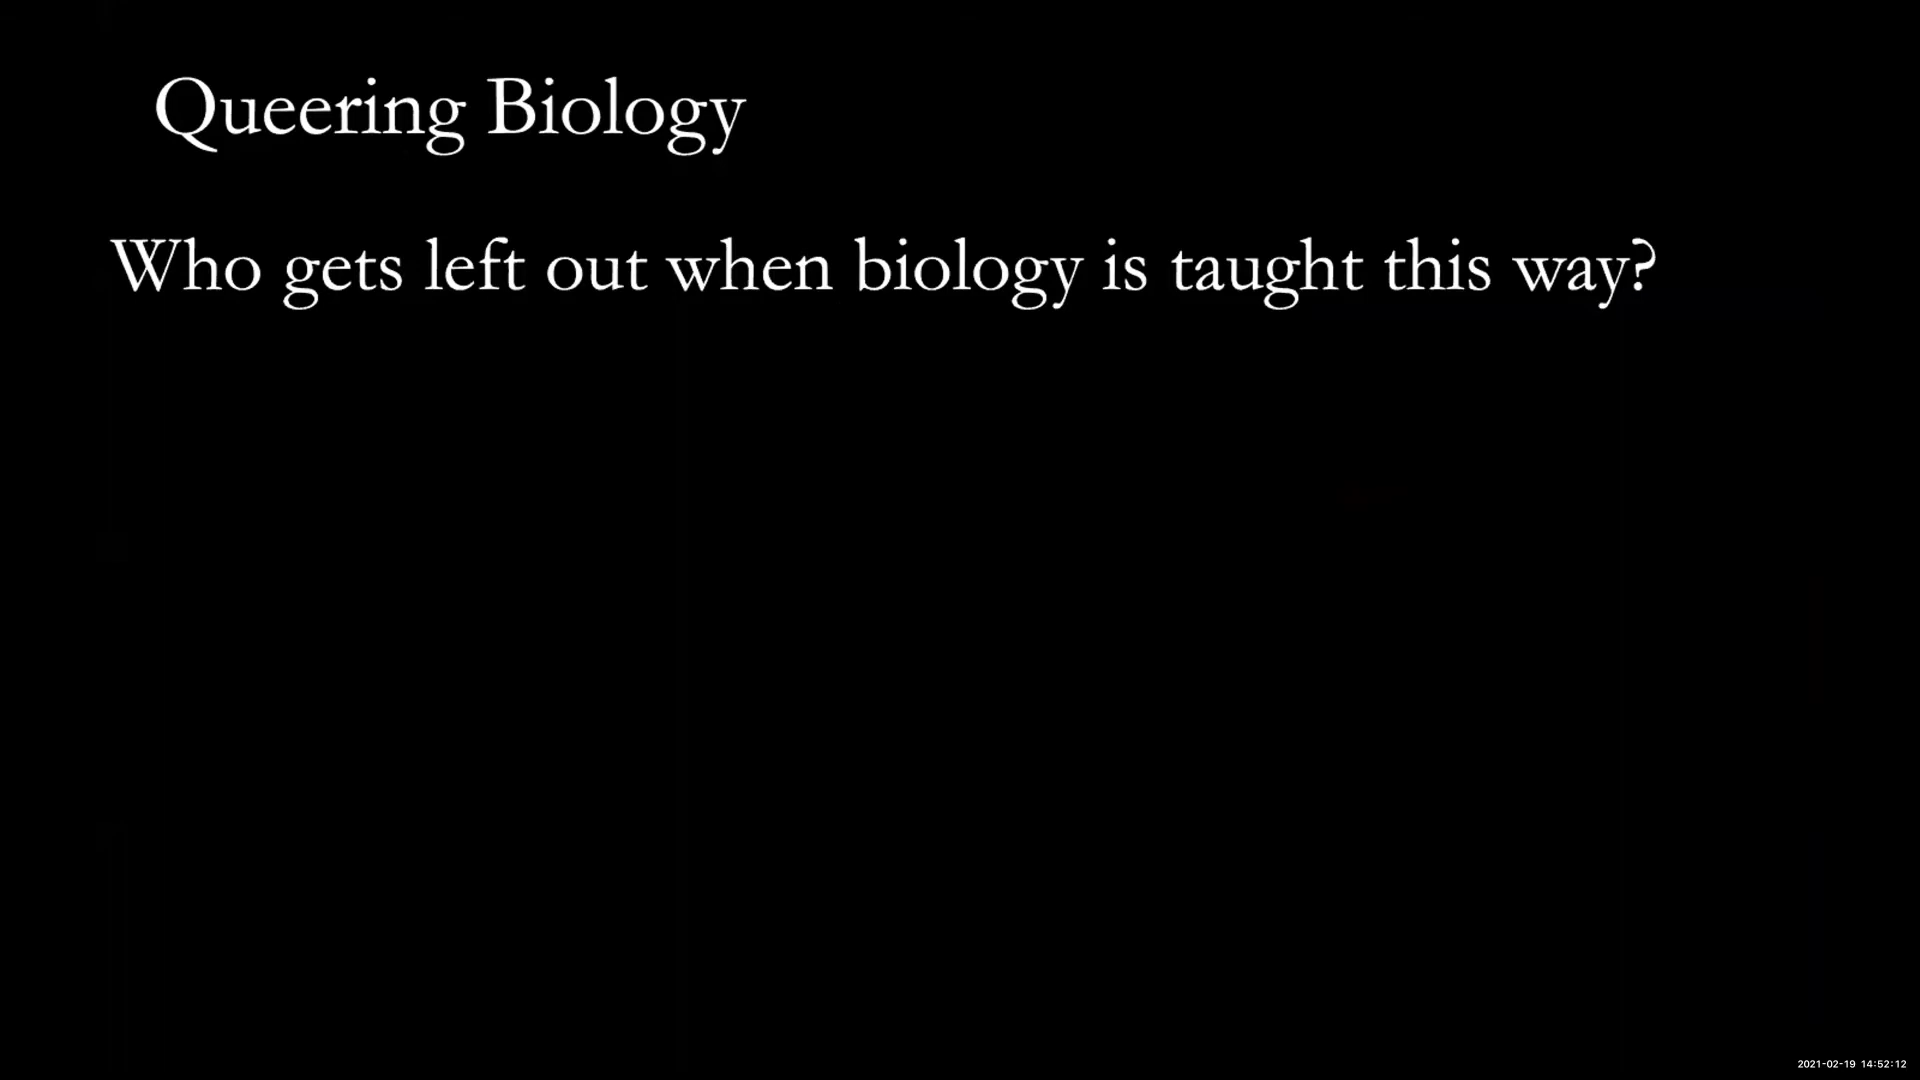 Queering Biology
Who gets left out when biology is taught this way?
2021-02-19 14:52:12